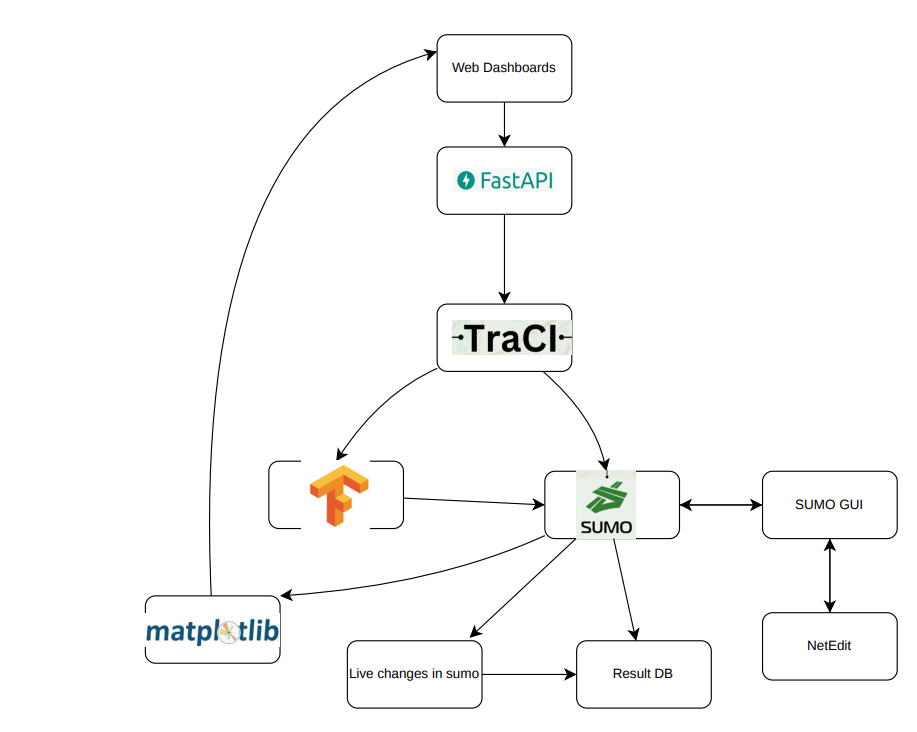 Web Dashboards
FastAPI
TraCI
SUMO
SUMO GUI
matplotlib
NetEdit
Live changes in sumo
Result DB